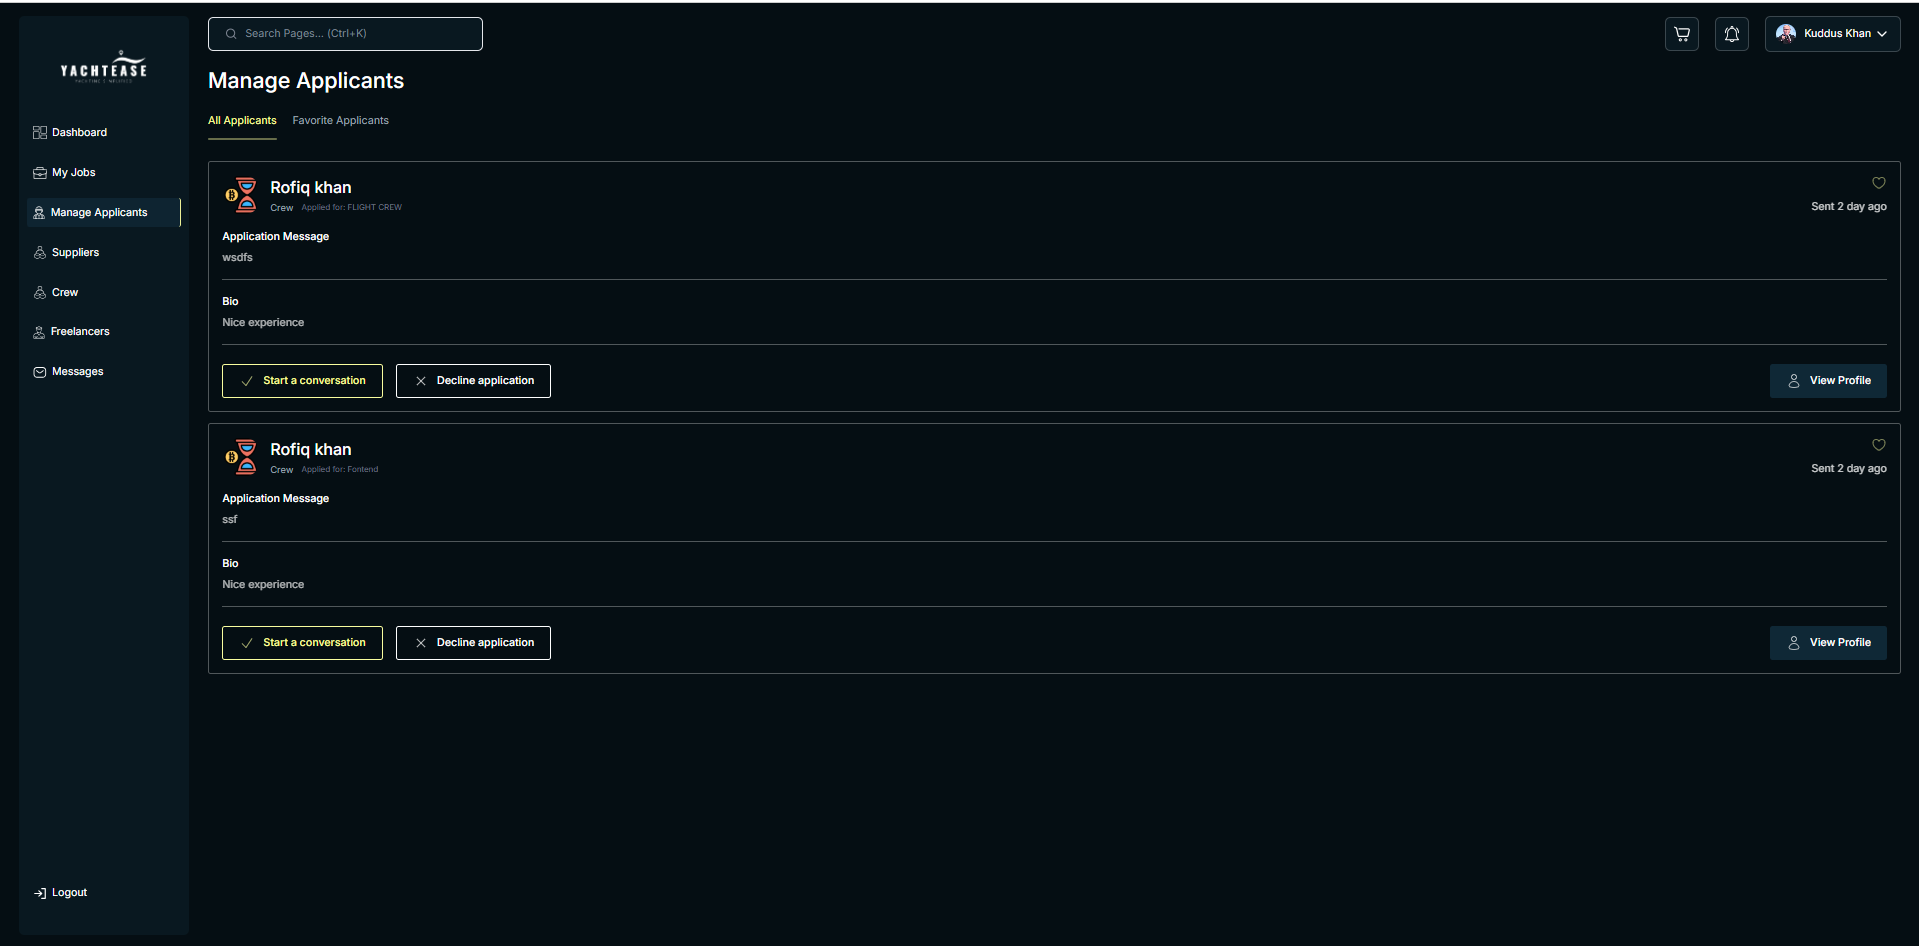 YACHTEASE
Dashboard
My Jobs
Manage Applicants
Suppliers
Crew
Freelancers
Messages
Logout
Search Pages... (Ctrl+K)
Kuddus Khan
Manage Applicants
All Applicants Favorite Applicants
Rofiq khan
Crew Applied for: FLIGHT CREW
Sent 2 day ago
Application Message
wsdfs
Bio
Nice experience
Start a conversation Decline application View Profile
Rofiq khan
Crew Applied for: Fontend
Sent 2 day ago
Application Message
ssf
Bio
Nice experience
Start a conversation Decline application View Profile